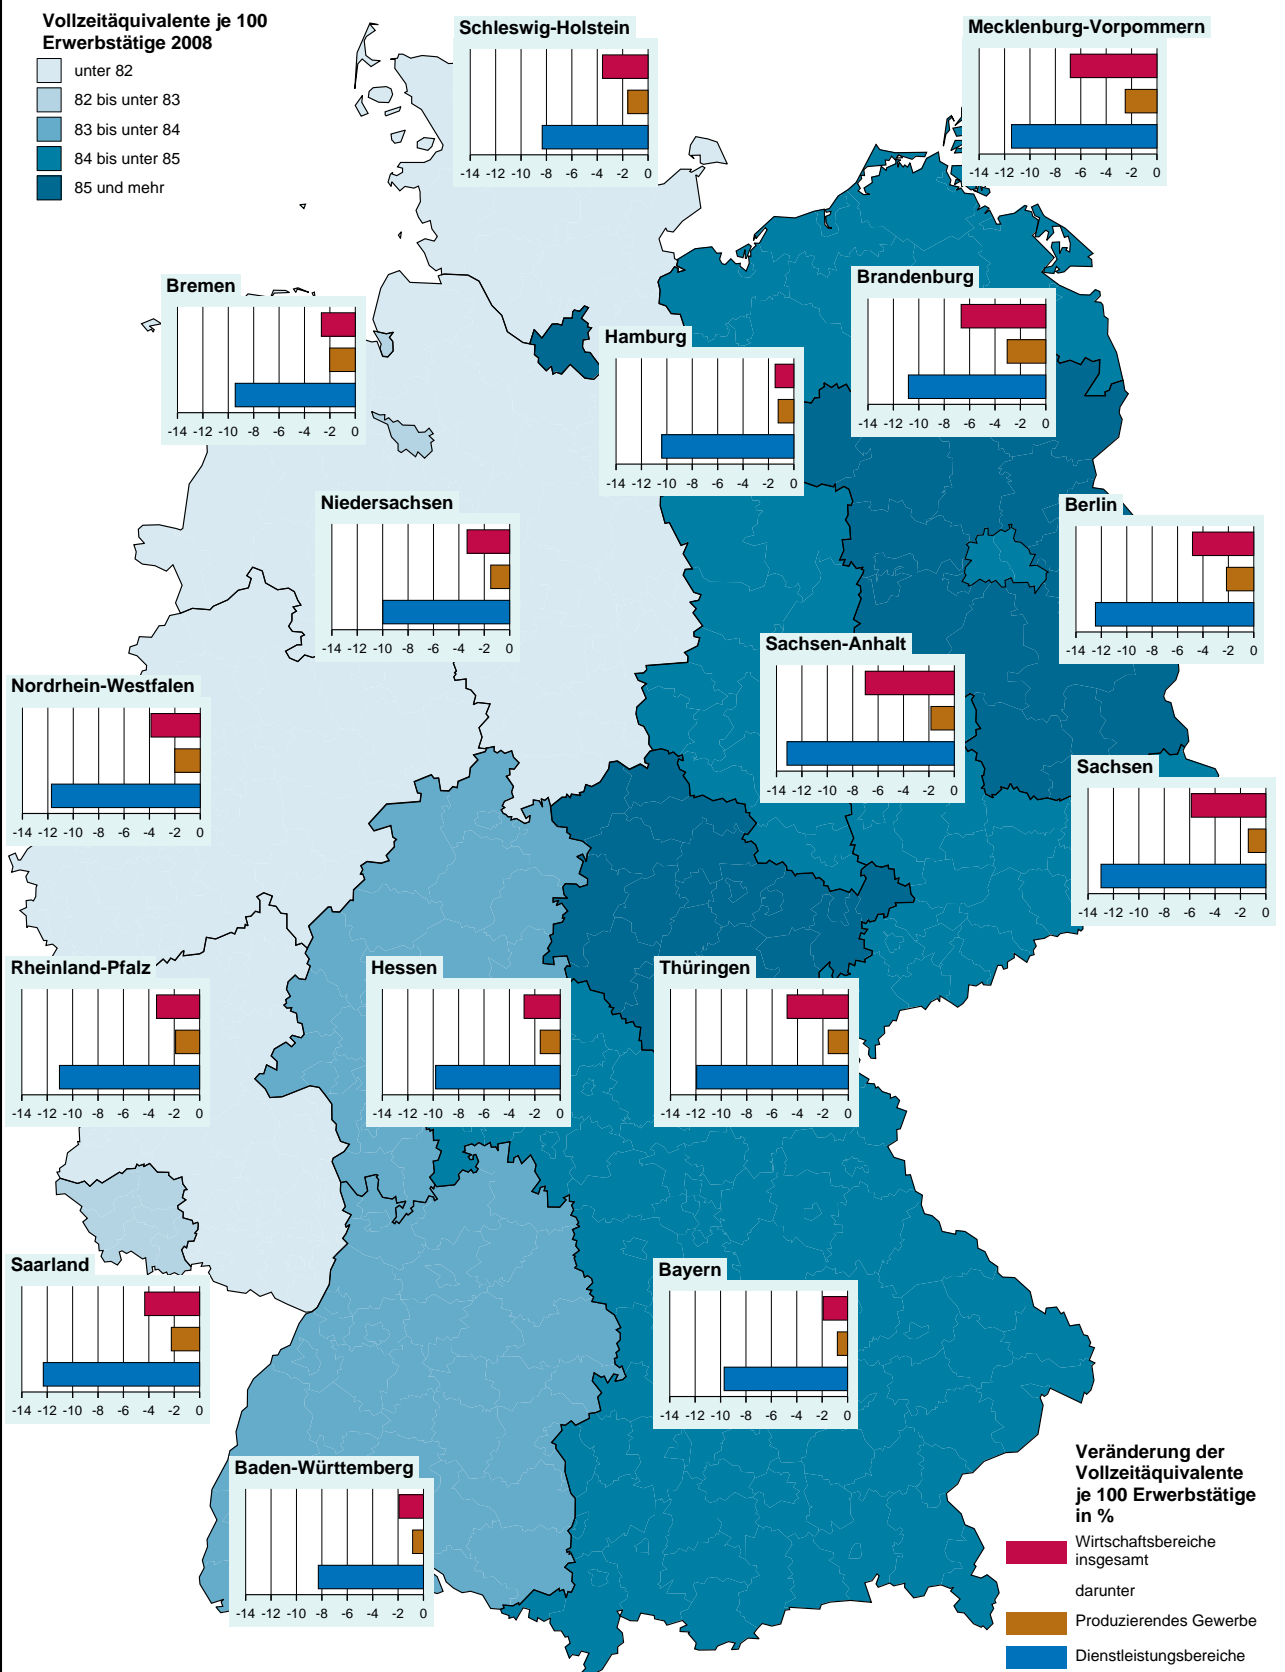 Vollzeitäquivalente je 100
Erwerbstätige 2008
unter 82
82 bis unter 83
83 bis unter 84
84 bis unter 85
85 und mehr
Schleswig-Holstein
-14 -12 -10 -8 -6 -4 -2 0
Mecklenburg-Vorpommern
-14 -12 -10 -8 -6 -4 -2 0
Bremen
-14 -12 -10 -8 -6 -4 -2 0
Brandenburg
-14 -12 -10 -8 -6 -4 -2 0
Hamburg
-14 -12 -10 -8 -6 -4 -2 0
Niedersachsen
-14 -12 -10 -8 -6 -4 -2 0
Berlin
-14 -12 -10 -8 -6 -4 -2 0
Sachsen-Anhalt
-14 -12 -10 -8 -6 -4 -2 0
Nordrhein-Westfalen
-14 -12 -10 -8 -6 -4 -2 0
Sachsen
-14 -12 -10 -8 -6 -4 -2 0
Rheinland-Pfalz
-14 -12 -10 -8 -6 -4 -2 0
Hessen
-14 -12 -10 -8 -6 -4 -2 0
Thüringen
-14 -12 -10 -8 -6 -4 -2 0
Saarland
-14 -12 -10 -8 -6 -4 -2 0
Bayern
-14 -12 -10 -8 -6 -4 -2 0
Baden-Württemberg
-14 -12 -10 -8 -6 -4 -2 0
Veränderung der
Vollzeitäquivalente
je 100 Erwerbstätige
in %
Wirtschaftsbereiche
insgesamt
darunter
Produzierendes Gewerbe
Dienstleistungsbereiche